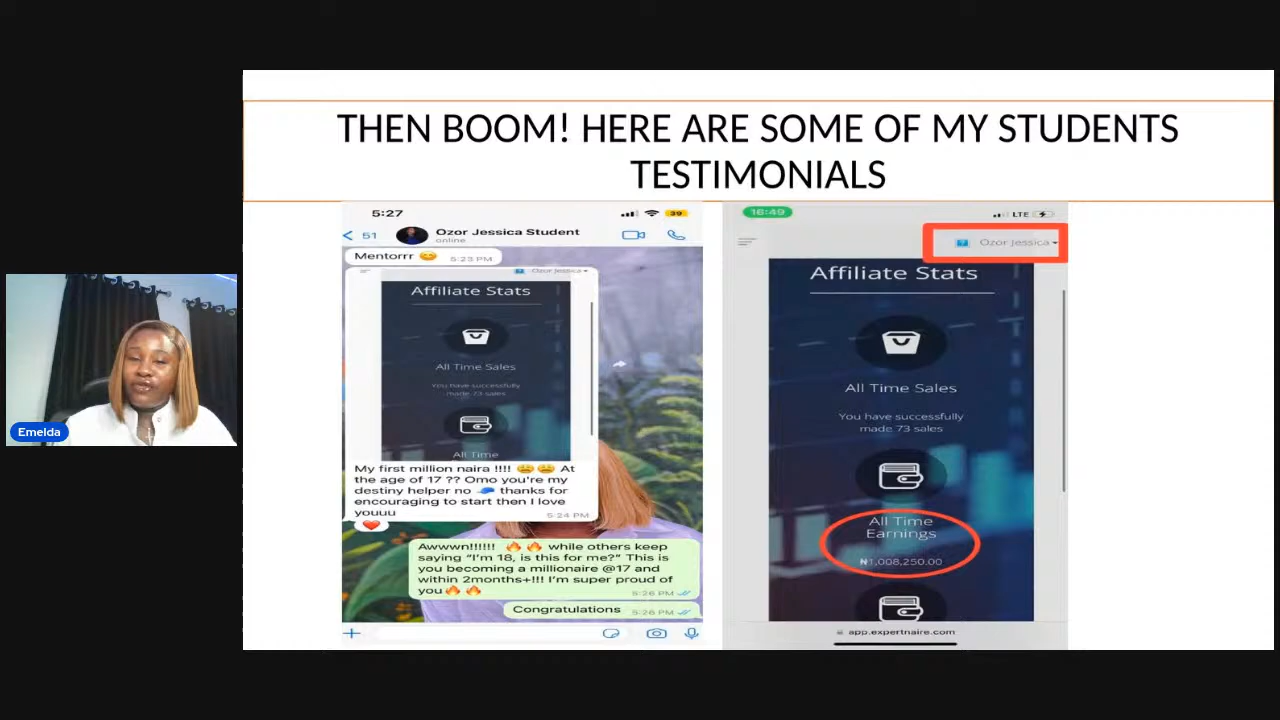 THEN BOOM! HERE ARE SOME OF MY STUDENTS
TESTIMONIALS
5:27
39
51
Ozor Jessica Student
online
Mentorrr
5:23 PM
Ozor Jessica
Affiliate Stats
All Time Sales
You have successfully
made 73 sales
All Time
My first million naira !!!! 😩😩 At
the age of 17 ?? Omo you're my
destiny helper no 🧢 thanks for
encouraging to start then I love
youuu
5:24 PM
Awwwn!!!!!! 🔥🔥 while others keep
saying “I'm 18, is this for me?” This is
you becoming a millionaire @17 and
within 2months+!!! I'm super proud of
you🔥🔥
5:26 PM
Congratulations 5:26 PM
16:49
LTE
Ozor Jessica
Affiliate Stats
All Time Sales
You have successfully
made 73 sales
All Time
Earnings
₦1,008,250.00
app.expertnaire.com
Emelda